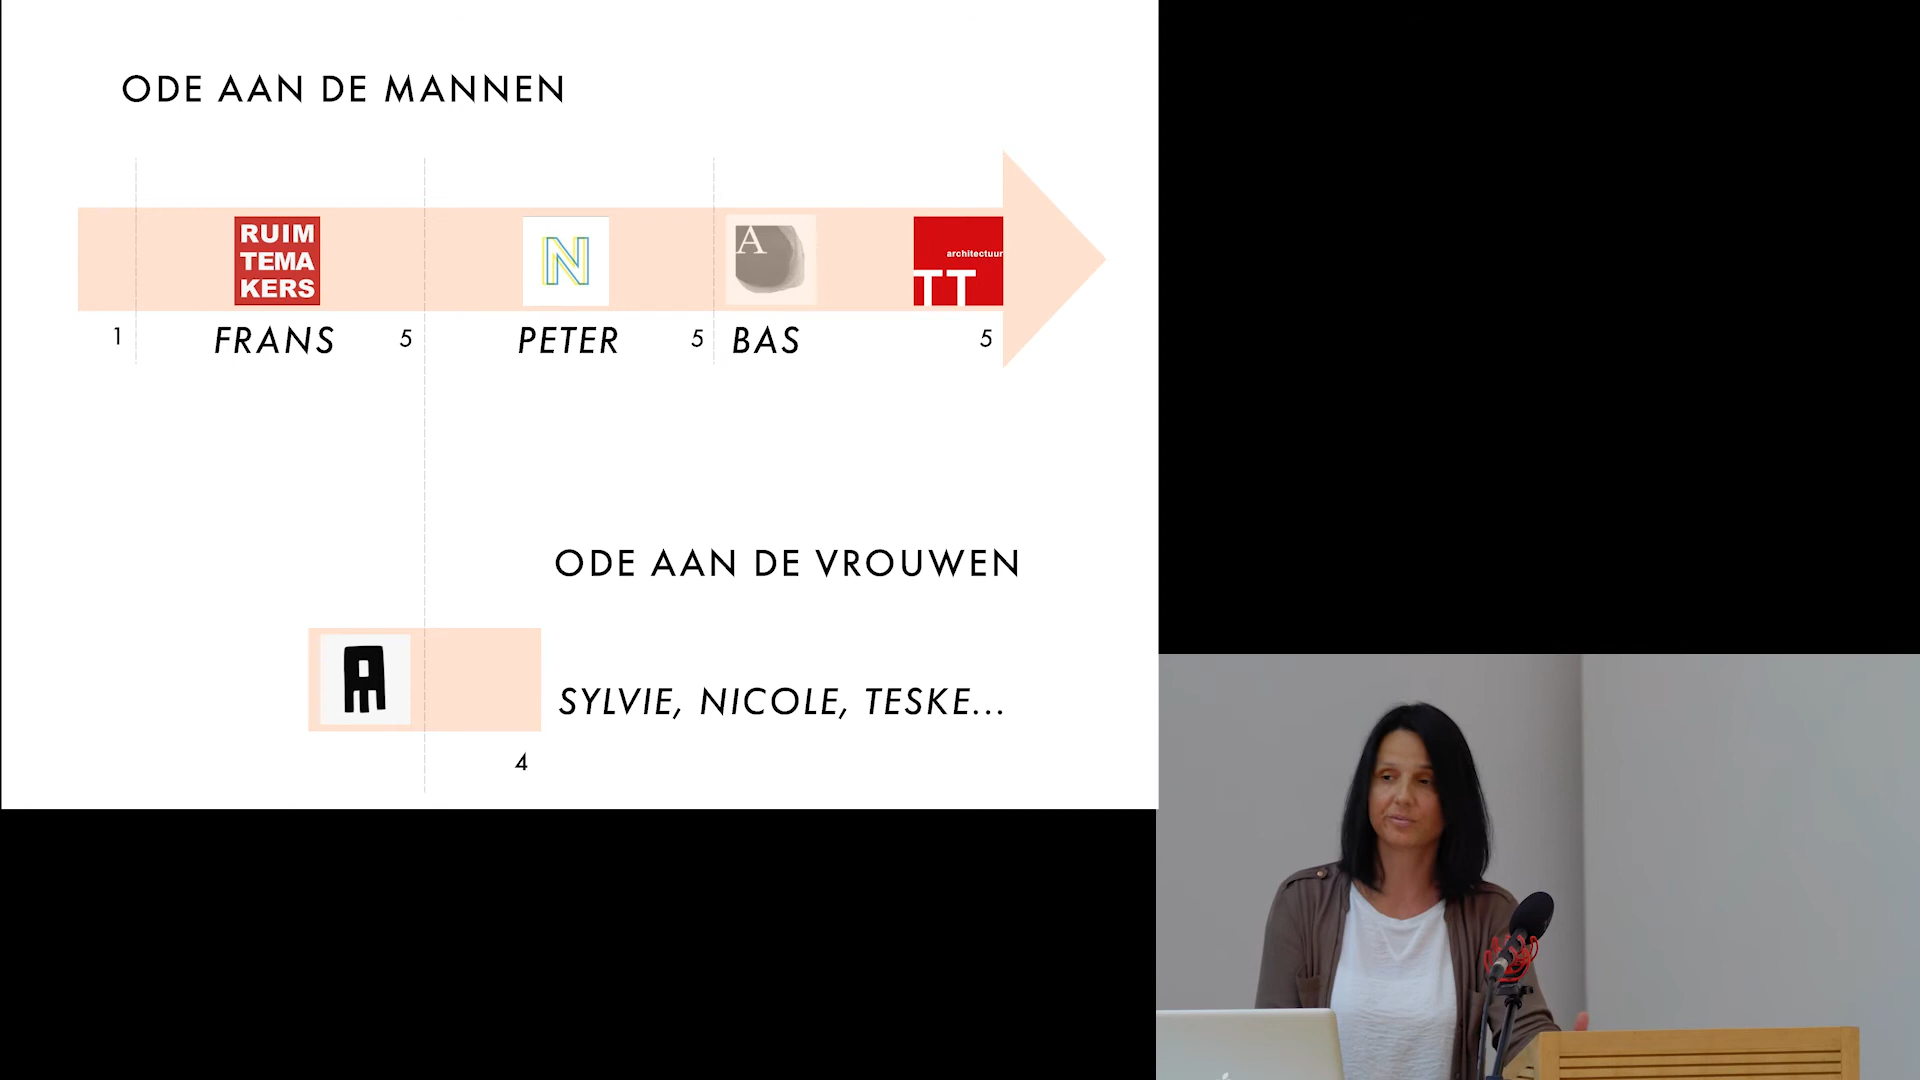 ODE AAN DE MANNEN
RUIM
TEMA
KERS
N
A
architectuur
TT
1
FRANS
5
PETER
5
BAS
5
ODE AAN DE VROUWEN
SYLVIE, NICOLE, TESKE...
4